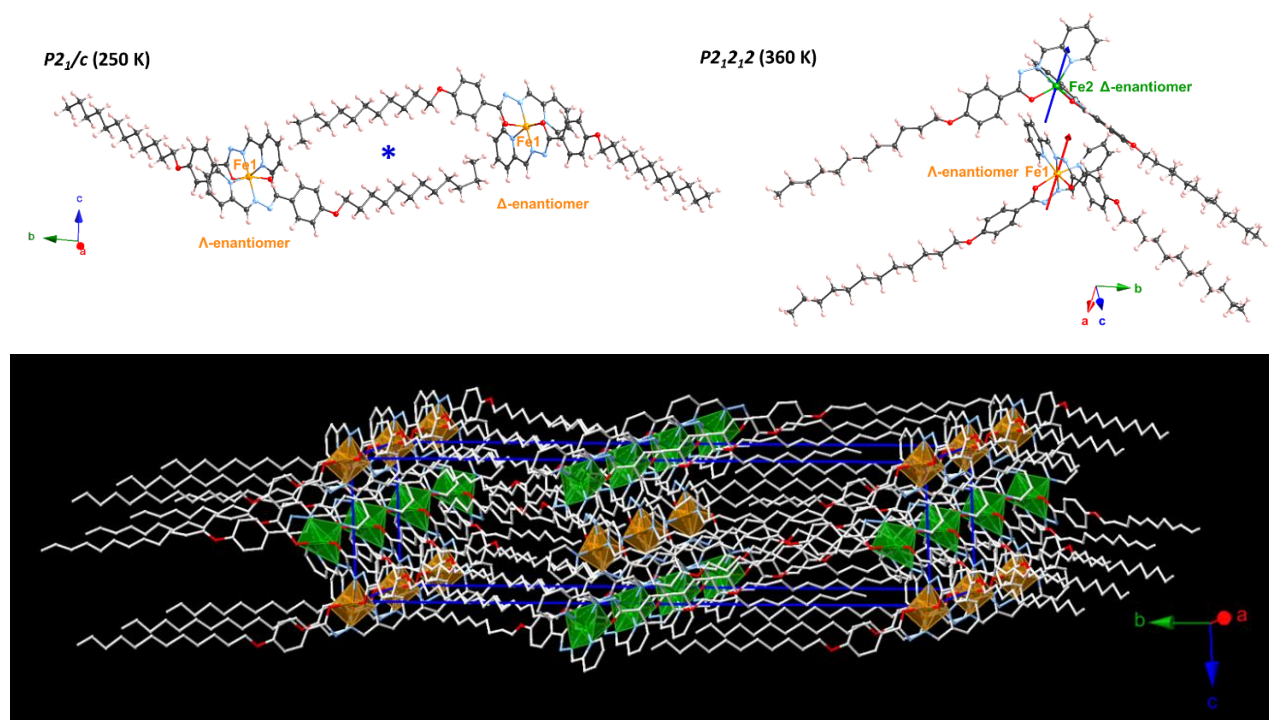 P2₁/c (250 K)
Fe1
Λ-enantiomer
*
Fe1
Δ-enantiomer
c
b
a
P2₁2₁2 (360 K)
Fe2 Δ-enantiomer
Λ-enantiomer Fe1
b
a
c
b
a
c